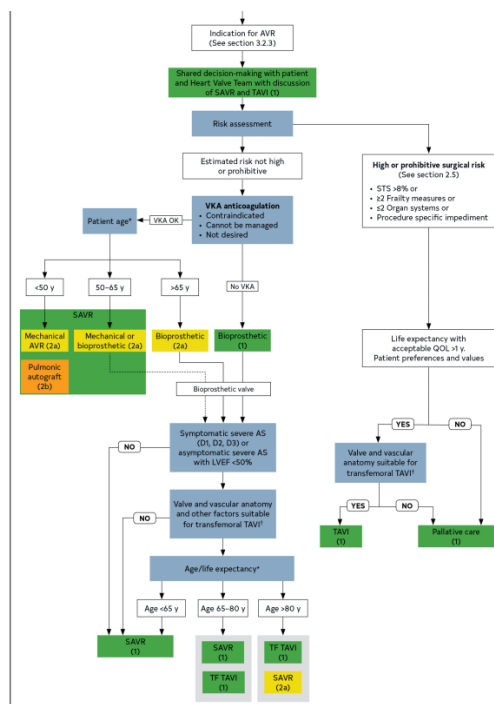 Indication for AVR
(See section 3.2.3)
Shared decision-making with patient
and Heart Valve Team with discussion
of SAVR and TAVI (1)
Risk assessment
Estimated risk not high
or prohibitive
High or prohibitive surgical risk
(See section 2.5)
• STS >8% or
• ≥2 Frailty measures or
• ≤2 Organ systems or
• Procedure specific impediment
VKA anticoagulation
• Contraindicated
• Cannot be managed
• Not desired
VKA OK
Patient age*
<50 y
50–65 y
>65 y
No VKA
SAVR
Mechanical
AVR (2a)
Mechanical or
bioprosthetic (2a)
Bioprosthetic
(2a)
Bioprosthetic
(1)
Pulmonic
autograft
(2b)
Life expectancy with
acceptable QOL >1 y.
Patient preferences and values
Bioprosthetic valve
Symptomatic severe AS
(D1, D2, D3) or
asymptomatic severe AS
with LVEF <50%
NO
YES
NO
Valve and vascular
anatomy suitable for
transfemoral TAVI†
Valve and vascular anatomy
and other factors suitable
for transfemoral TAVI†
NO
YES
NO
TAVI
(1)
Pallative care
(1)
Age/life expectancy*
Age <65 y
Age 65–80 y
Age >80 y
SAVR
(1)
SAVR
(1)
TF TAVI
(1)
TF TAVI
(1)
SAVR
(2a)